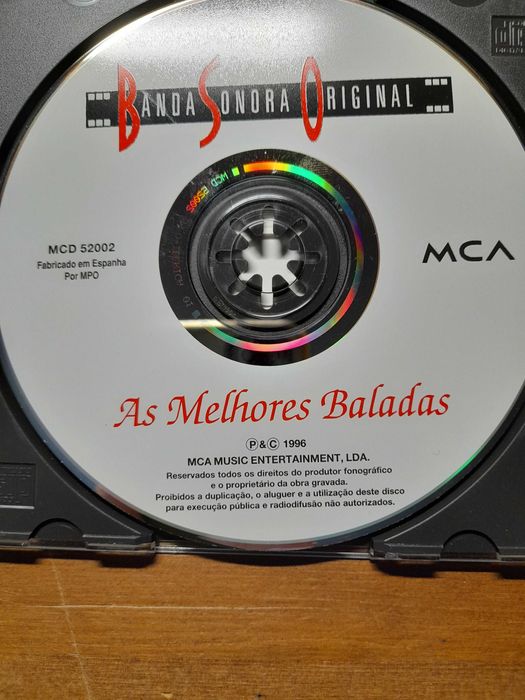 BANDA SONORA ORIGINAL
MCD 52002
Fabricado em Espanha
Por MPO
MCA
As Melhores Baladas
Ⓟ & Ⓒ 1996
MCA MUSIC ENTERTAINMENT, LDA.
Reservados todos os direitos do produtor fonográfico
e o proprietário da obra gravada.
Proibidos a duplicação, o aluguer e a utilização deste disco
para execução pública e radiodifusão não autorizados.